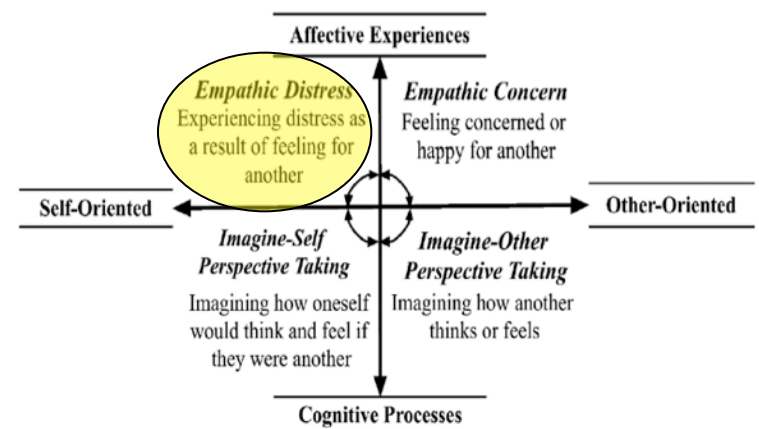 Affective Experiences
Empathic Distress
Experiencing distress as
a result of feeling for
another
Empathic Concern
Feeling concerned or
happy for another
Self-Oriented
Other-Oriented
Imagine-Self
Perspective Taking
Imagining how oneself
would think and feel if
they were another
Imagine-Other
Perspective Taking
Imagining how another
thinks or feels
Cognitive Processes